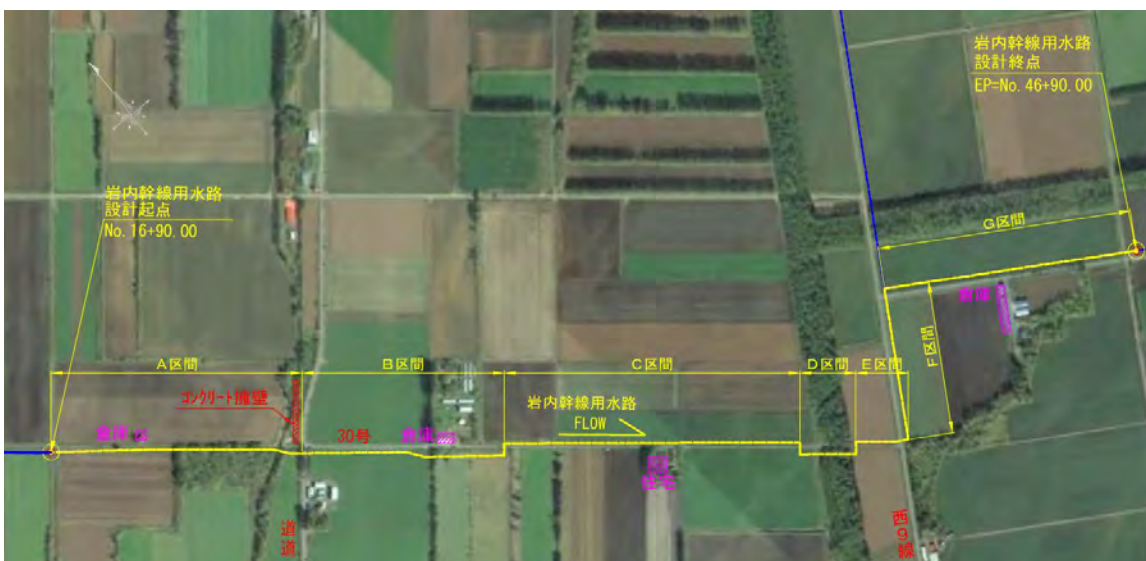 岩内幹線用水路
設計終点
EP=No. 46+90.00
岩内幹線用水路
設計起点
No. 16+90.00
G区間
倉庫
F区間
A区間
B区間
C区間
D区間
E区間
コンクリート擁壁
岩内幹線用水路
FLOW
倉庫
30号
倉庫
住宅
道道
西9線